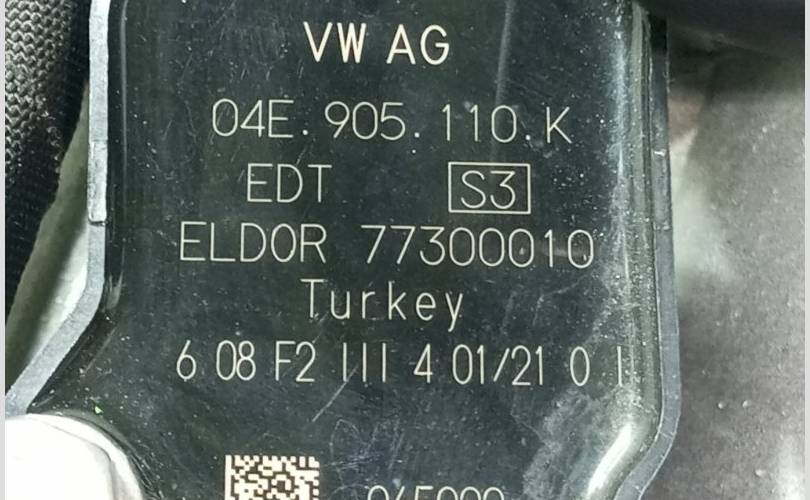 VW AG
04E.905.110.K
EDT S3
ELDOR 77300010
Turkey
6 08 F2 III 4 01/21 0 I